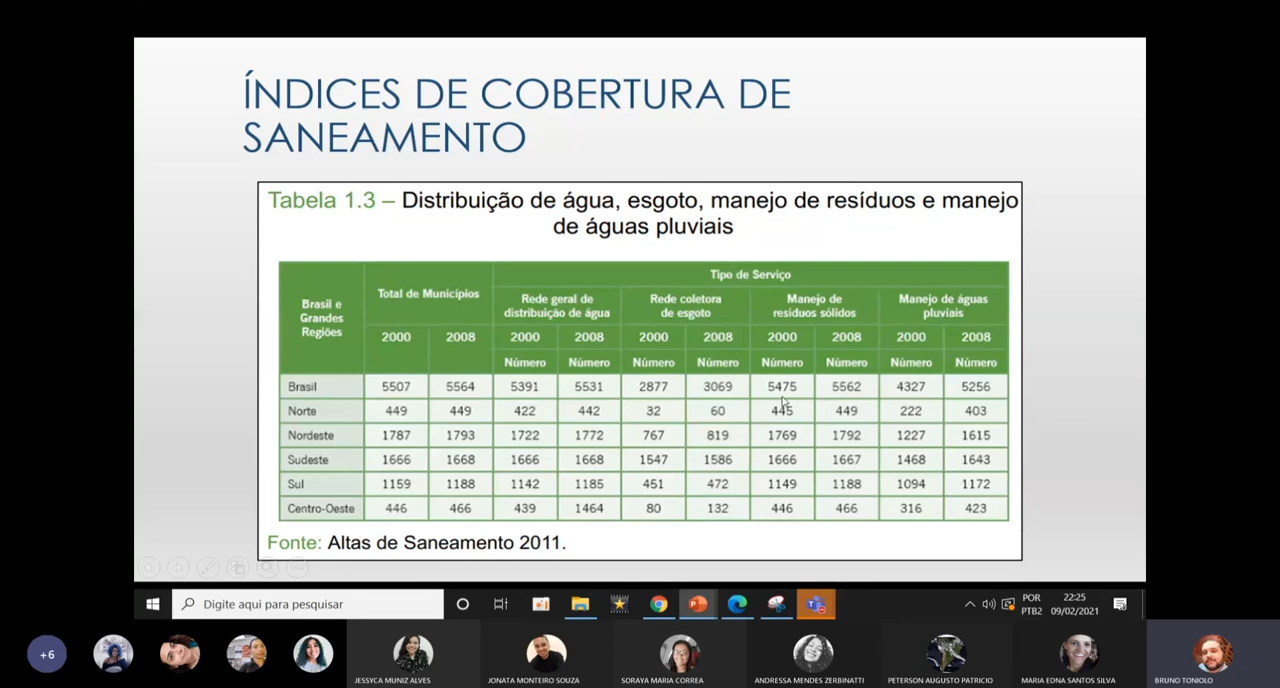 ÍNDICES DE COBERTURA DE
SANEAMENTO
Tabela 1.3 – Distribuição de água, esgoto, manejo de resíduos e manejo
de águas pluviais
Brasil e
Grandes
Regiões
Total de Municípios
Tipo de Serviço
Rede geral de
distribuição de água
Rede coletora
de esgoto
Manejo de
resíduos sólidos
Manejo de águas
pluviais
2000 2008 2000 2008 2000 2008 2000 2008 2000 2008
Número Número Número Número Número Número Número Número
Brasil 5507 5564 5391 5531 2877 3069 5475 5562 4327 5256
Norte 449 449 422 442 32 60 445 449 222 403
Nordeste 1787 1793 1722 1772 767 819 1769 1792 1227 1615
Sudeste 1666 1668 1666 1668 1547 1586 1666 1667 1468 1643
Sul 1159 1188 1142 1185 451 472 1149 1188 1094 1172
Centro-Oeste 446 466 439 1464 80 132 446 466 316 423
Fonte: Altas de Saneamento 2011.
Digite aqui para pesquisar
POR
PTB2
22:25
09/02/2021
+6
JESSYCA MUNIZ ALVES
JONATA MONTEIRO SOUZA
SORAYA MARIA CORREA
ANDRESSA MENDES ZERBINATTI
PETERSON AUGUSTO PATRICIO
MARIA EDNA SANTOS SILVA
BRUNO TONIOLO